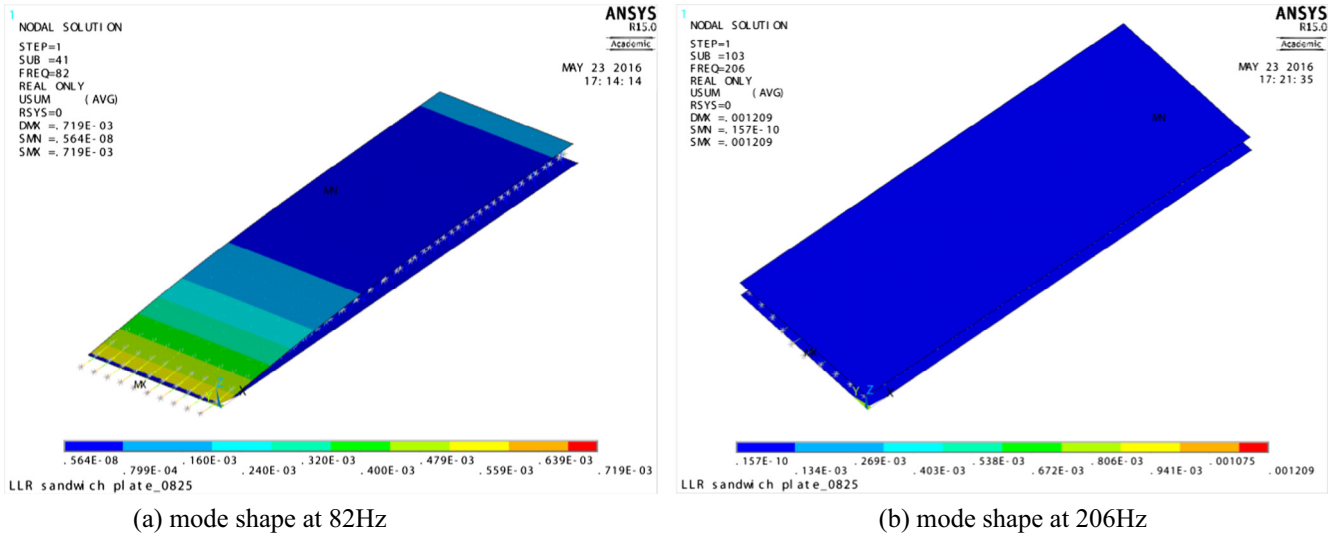 1
NODAL SOLUTION
STEP=1
SUB =41
FREQ=82
REAL ONLY
USUM (AVG)
RSYS=0
DMX =.719E-03
SMN =.564E-08
SMX =.719E-03
ANSYS
R15.0
Academic
MAY 23 2016
17:14:14
MN
MX
Z
X
.564E-08
.799E-04
.160E-03
.240E-03
.320E-03
.400E-03
.479E-03
.559E-03
.639E-03
.719E-03
LLR sandwich plate_0825
(a) mode shape at 82Hz
1
NODAL SOLUTION
STEP=1
SUB =103
FREQ=206
REAL ONLY
USUM (AVG)
RSYS=0
DMX =.001209
SMN =.157E-10
SMX =.001209
ANSYS
R15.0
Academic
MAY 23 2016
17:21:35
MN
MX
Y Z
X
.157E-10
.134E-03
.269E-03
.403E-03
.538E-03
.672E-03
.806E-03
.941E-03
.001075
.001209
LLR sandwich plate_0825
(b) mode shape at 206Hz